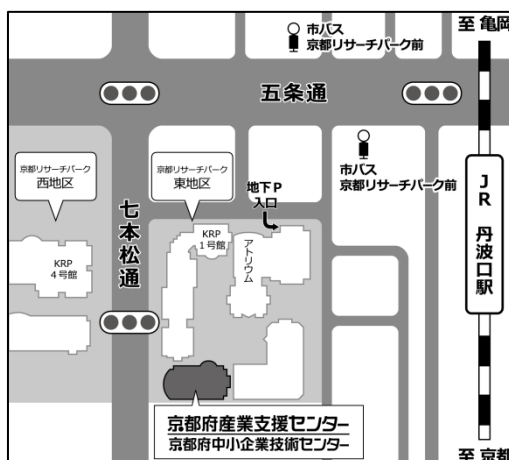 市バス
京都リサーチパーク前
至 亀岡
五条通
市バス
京都リサーチパーク前
京都リサーチパーク
西地区
京都リサーチパーク
東地区
地下P
入口
JR 丹波口駅
七本松通
KRP
1号館
アトリウム
KRP
4号館
京都府産業支援センター
京都府中小企業技術センター
至 京都